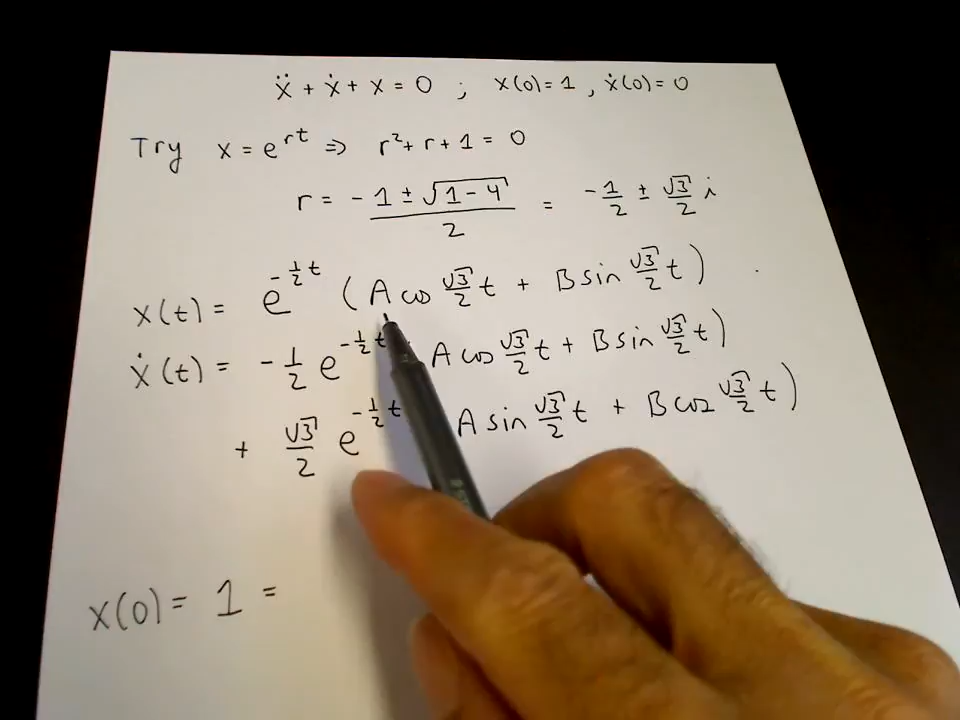 ẍ + ẋ + x = 0 ; x(0)=1 , ẋ(0)=0
Try x = e^{rt} ⇒ r² + r + 1 = 0
r = (-1 ± √(1-4))/2 = -1/2 ± √3/2 i
x(t) = e^{-1/2 t} (A cos √3/2 t + B sin √3/2 t)
ẋ(t) = -1/2 e^{-1/2 t} A cos √3/2 t + B sin √3/2 t)
+ √3/2 e^{-1/2 t} A sin √3/2 t + B cos √3/2 t)
x(0) = 1 =